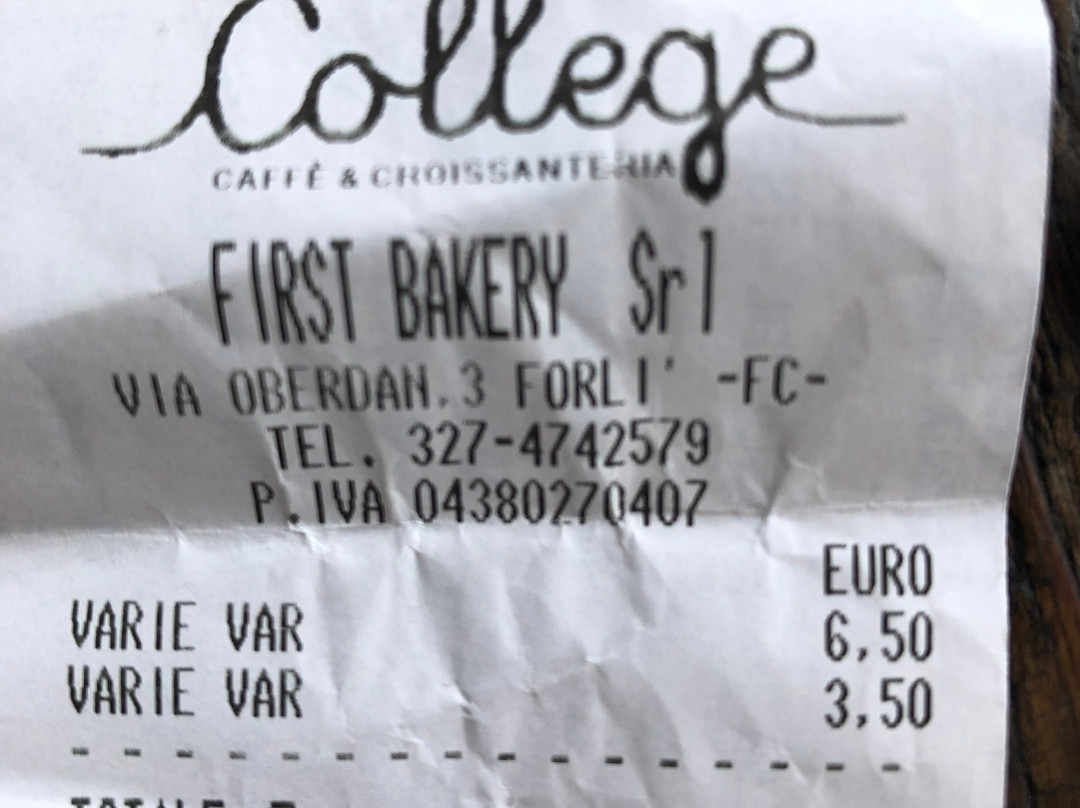 College
CAFFÈ & CROISSANTERIA
FIRST BAKERY Srl
VIA OBERDAN.3 FORLI' -FC-
TEL. 327-4742579
P.IVA 04380270407
EURO
VARIE VAR 6,50
VARIE VAR 3,50
- - - - - - - - - - - - - - - -